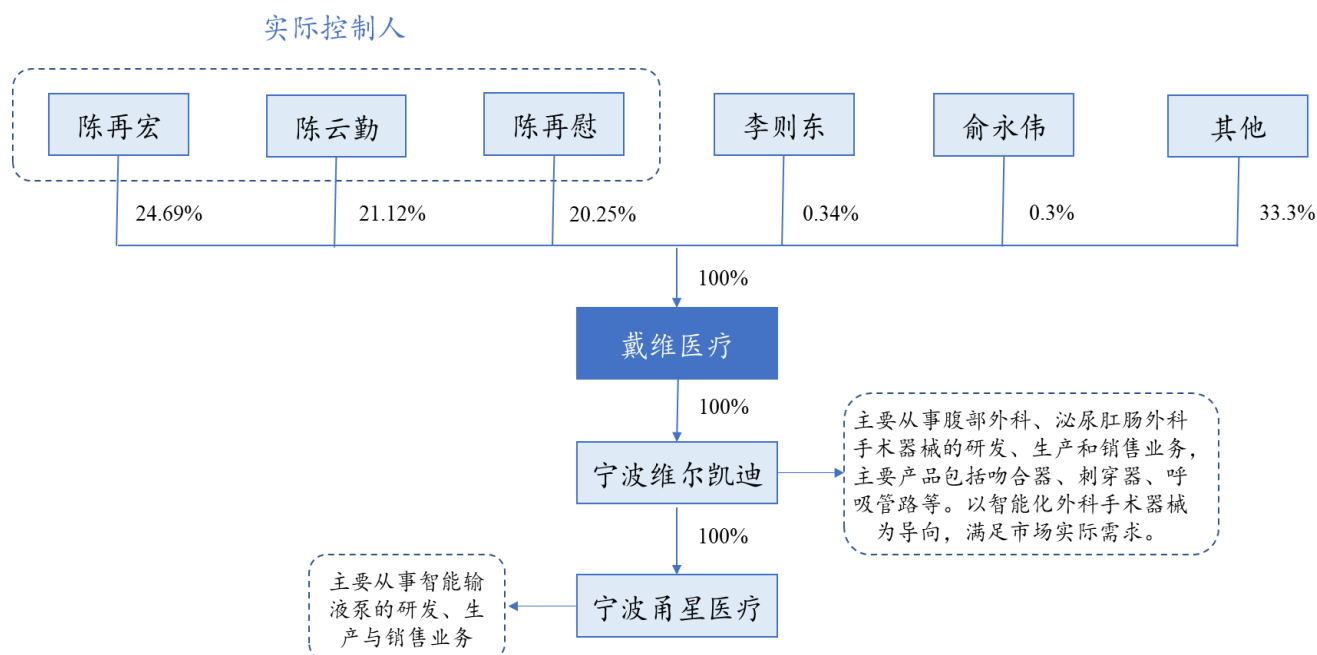 实际控制人
陈再宏
陈云勤
陈再慰
李则东
俞永伟
其他
24.69%
21.12%
20.25%
0.34%
0.3%
33.3%
100%
戴维医疗
100%
宁波维尔凯迪
主要从事腹部外科、泌尿肛肠外科
手术器械的研发、生产和销售业务，
主要产品包括吻合器、刺穿器、呼
吸管路等。以智能化外科手术器械
为导向，满足市场实际需求。
100%
宁波甬星医疗
主要从事智能输
液泵的研发、生
产与销售业务